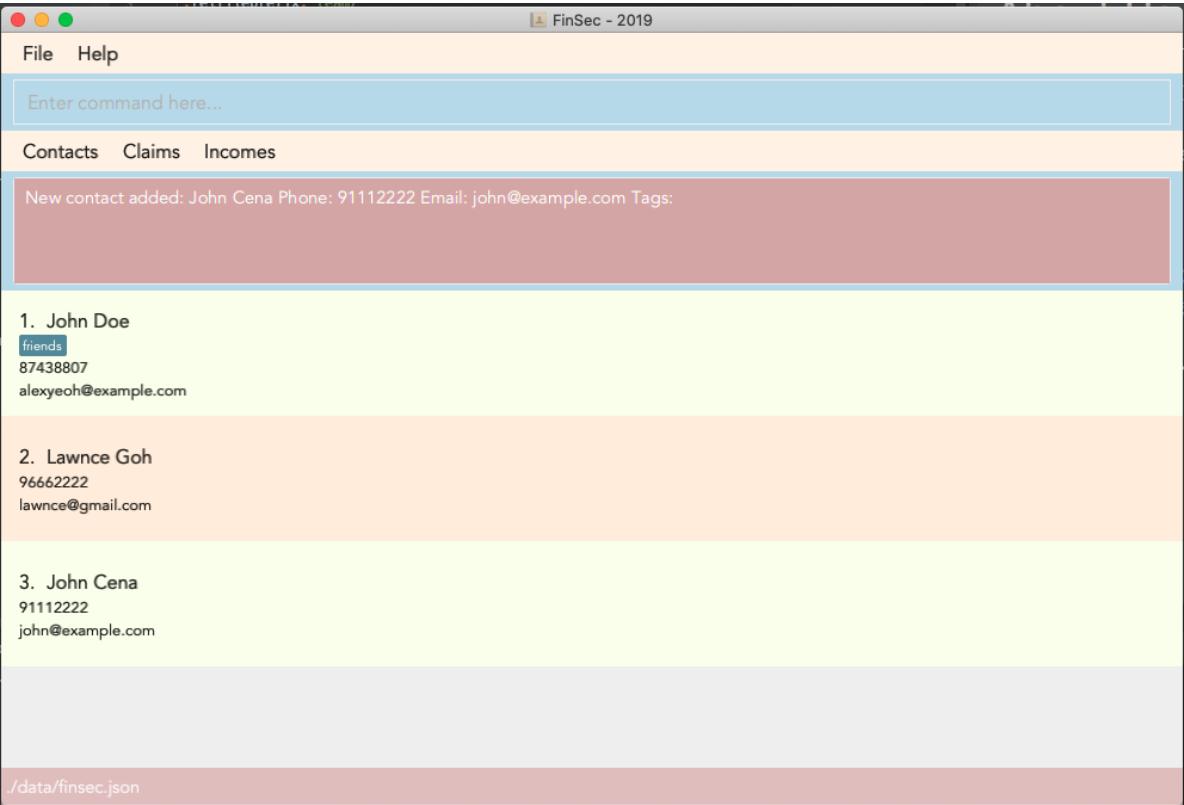 FinSec - 2019
File Help
Enter command here...
Contacts Claims Incomes
New contact added: John Cena Phone: 91112222 Email: john@example.com Tags:
1. John Doe
friends
87438807
alexyeoh@example.com
2. Lawnce Goh
96662222
lawnce@gmail.com
3. John Cena
91112222
john@example.com
./data/finsec.json